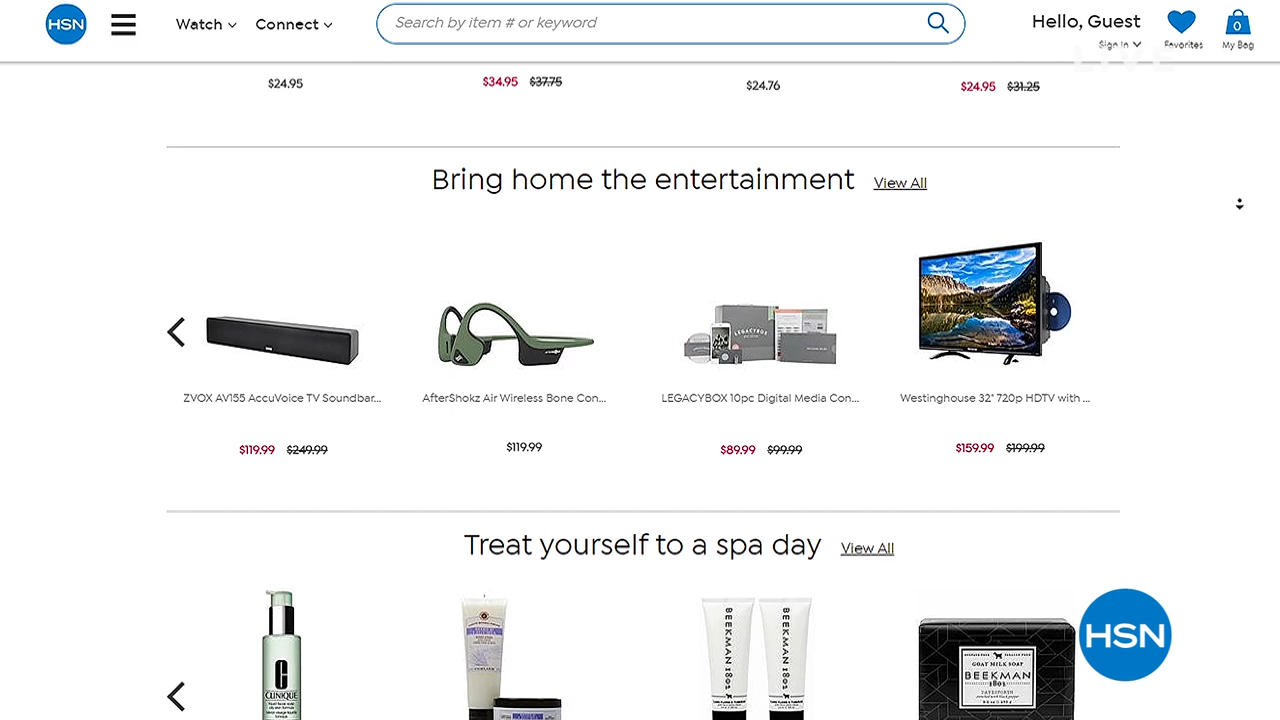 HSN
Watch
Connect
Search by item # or keyword
Hello, Guest
Sign In
Favorites
0
My Bag
LIVE
$24.95
$34.95 $37.75
$24.76
$24.95 $31.25
Bring home the entertainment View All
LEGACYBOX
ZVOX AV155 AccuVoice TV Soundbar...
AfterShokz Air Wireless Bone Con...
LEGACYBOX 10pc Digital Media Con...
Westinghouse 32" 720p HDTV with ...
$119.99 $249.99
$119.99
$89.99 $99.99
$159.99 $199.99
Treat yourself to a spa day View All
CLINIQUE
BEEKMAN 1802
BEEKMAN 1802
GOAT MILK SOAP
BEEKMAN
1802
HSN